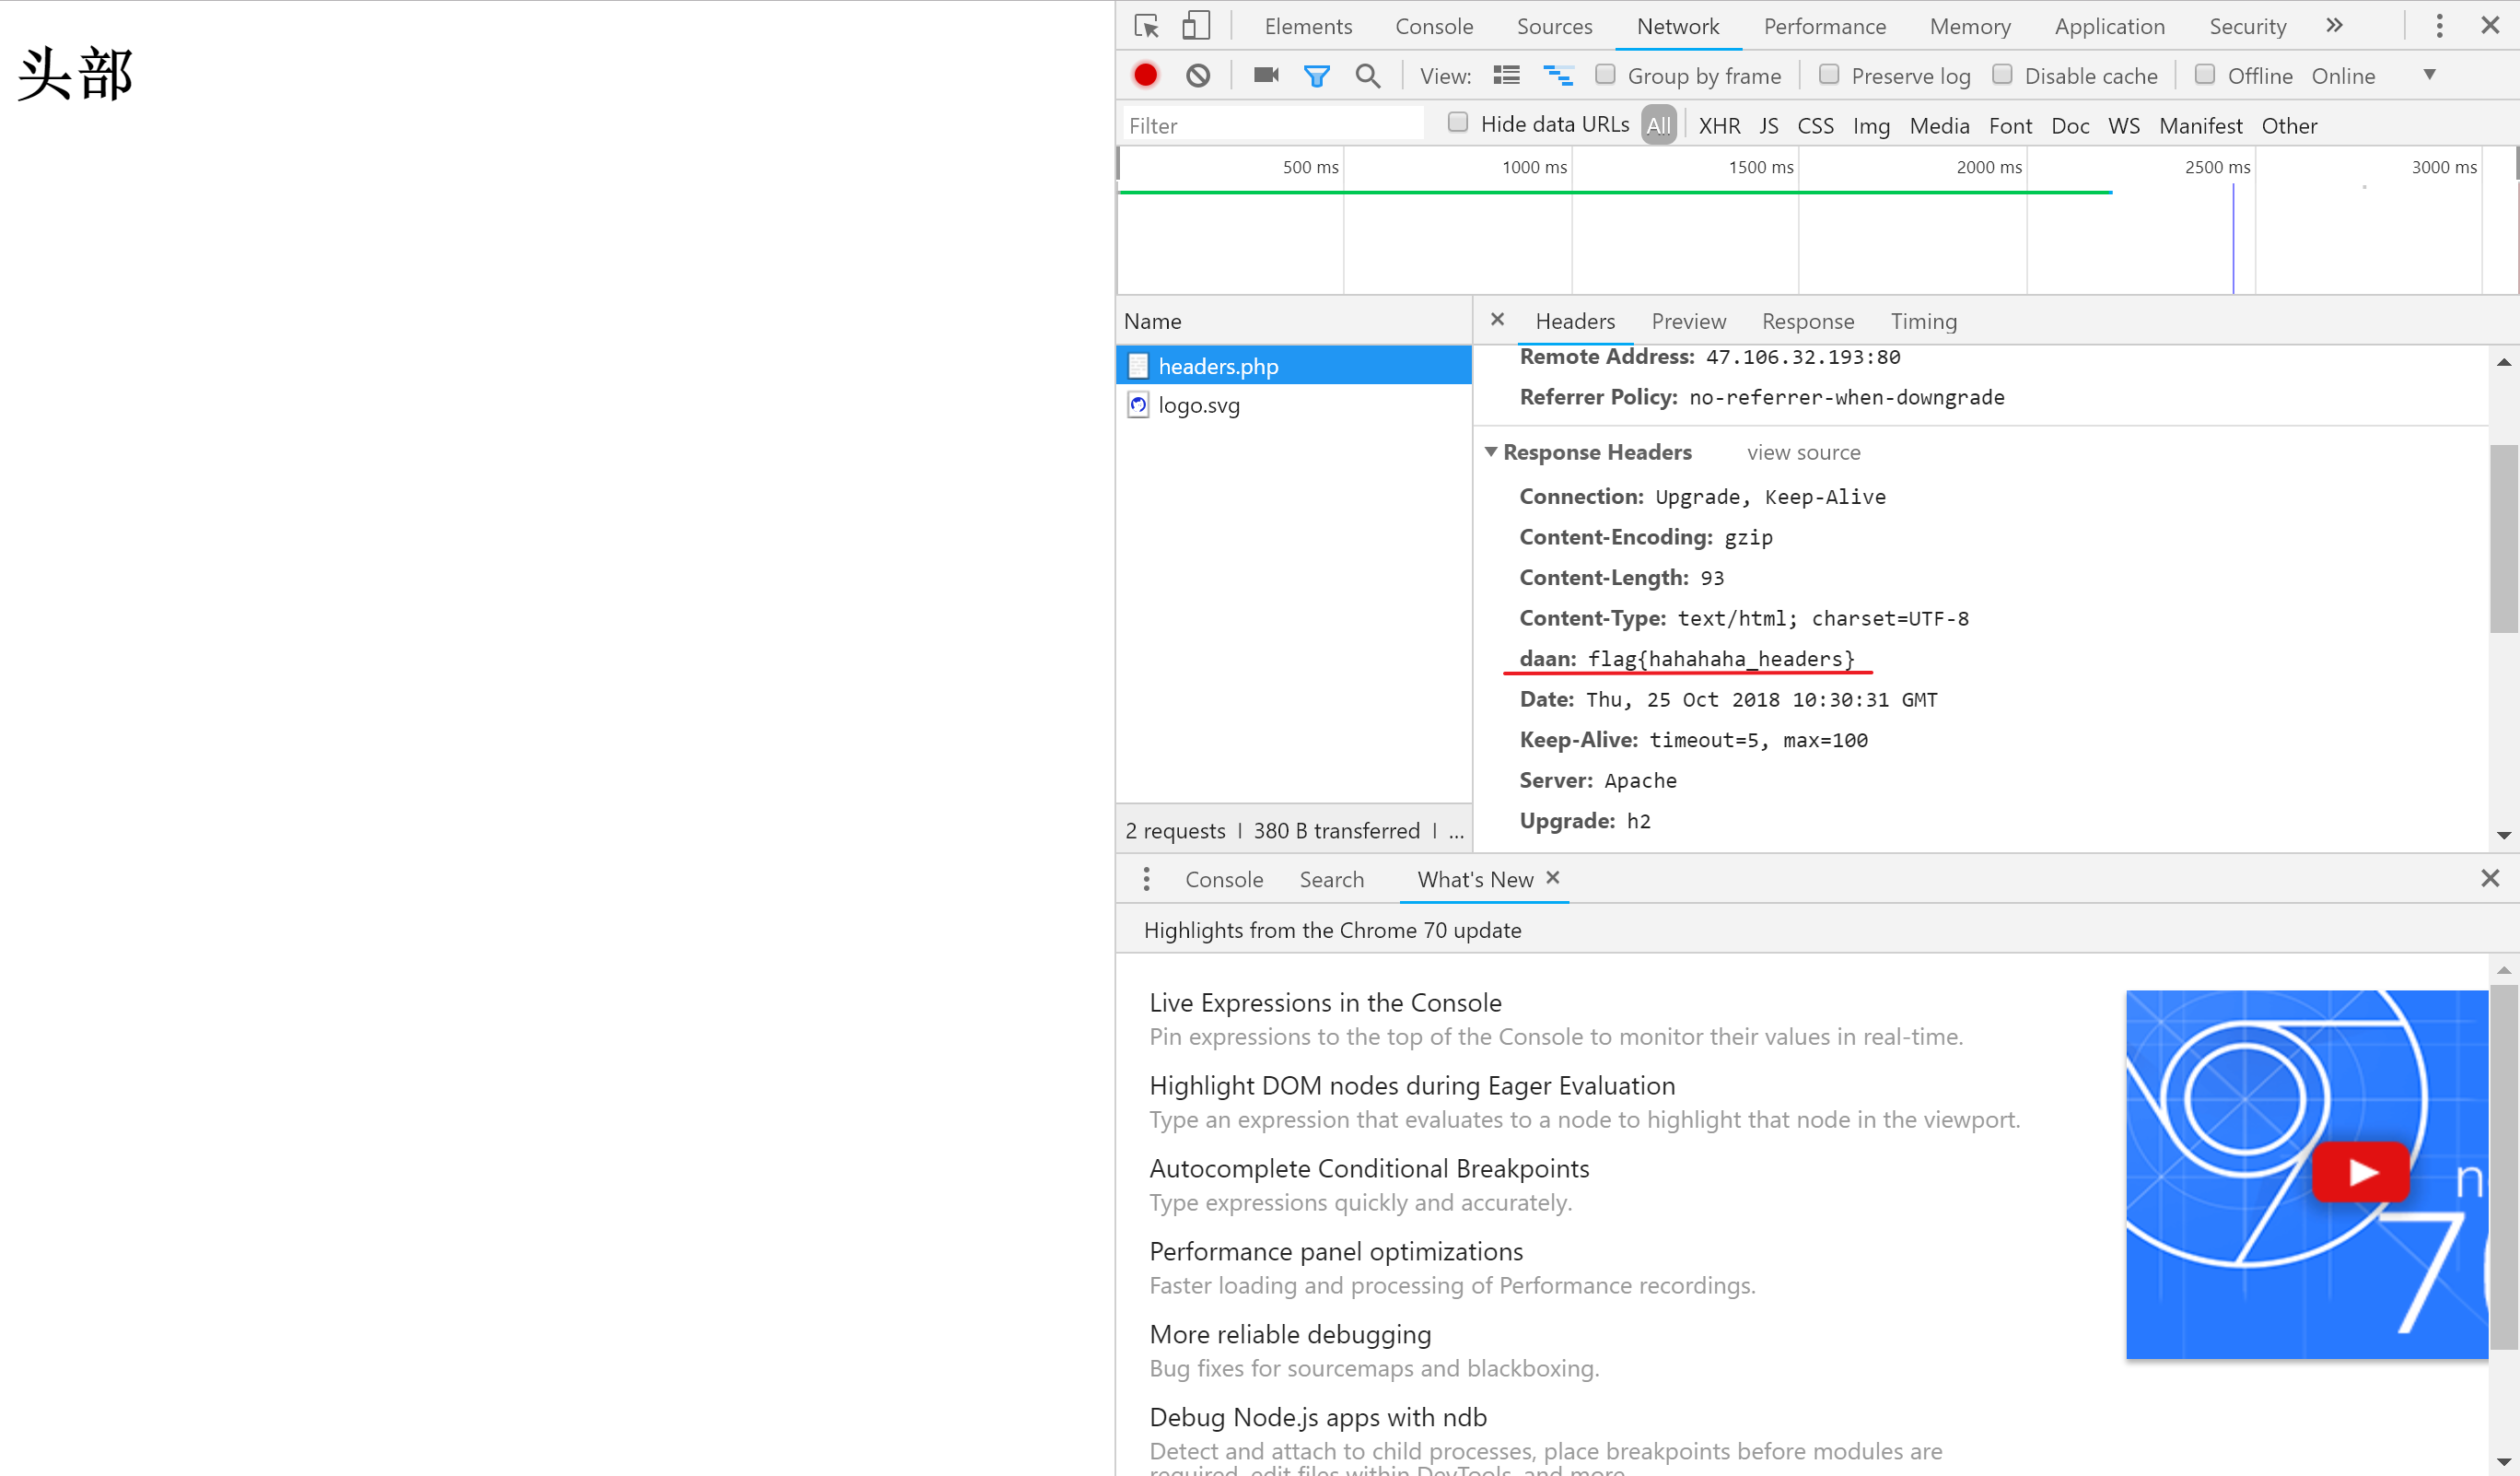 头部
Elements Console Sources Network Performance Memory Application Security
View: Group by frame Preserve log Disable cache Offline Online
Filter Hide data URLs All XHR JS CSS Img Media Font Doc WS Manifest Other
500 ms 1000 ms 1500 ms 2000 ms 2500 ms 3000 ms
Name
headers.php
logo.svg
2 requests | 380 B transferred | ...
Headers Preview Response Timing
Remote Address: 47.106.32.193:80
Referrer Policy: no-referrer-when-downgrade
Response Headers view source
Connection: Upgrade, Keep-Alive
Content-Encoding: gzip
Content-Length: 93
Content-Type: text/html; charset=UTF-8
daan: flag{hahahaha_headers}
Date: Thu, 25 Oct 2018 10:30:31 GMT
Keep-Alive: timeout=5, max=100
Server: Apache
Upgrade: h2
Console Search What's New
Highlights from the Chrome 70 update
Live Expressions in the Console
Pin expressions to the top of the Console to monitor their values in real-time.
Highlight DOM nodes during Eager Evaluation
Type an expression that evaluates to a node to highlight that node in the viewport.
Autocomplete Conditional Breakpoints
Type expressions quickly and accurately.
Performance panel optimizations
Faster loading and processing of Performance recordings.
More reliable debugging
Bug fixes for sourcemaps and blackboxing.
Debug Node.js apps with ndb
Detect and attach to child processes, place breakpoints before modules are
required, edit files within DevTools, and more.
n
70